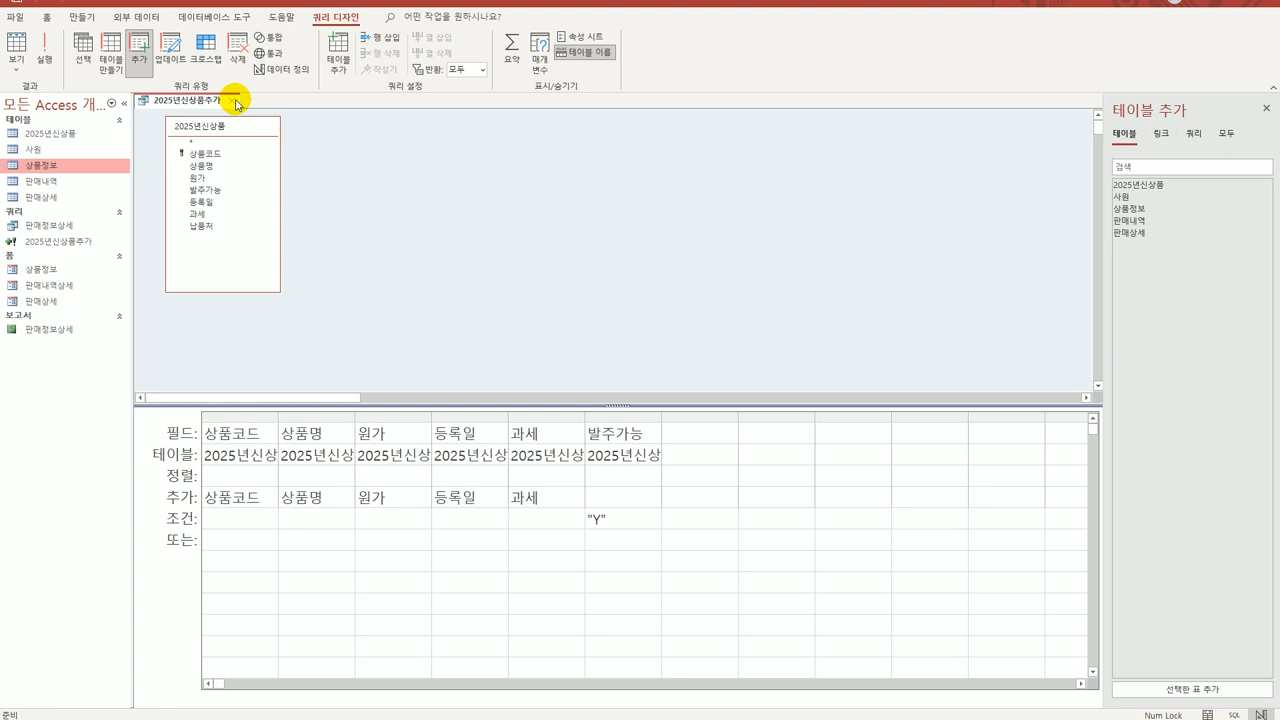 파일 홈 만들기 외부 데이터 데이터베이스 도구 도움말 쿼리 디자인 어떤 작업을 원하시나요?
보기
실행
선택
테이블
만들기
추가
업데이트
크로스탭
삭제
통합
통과
데이터 정의
테이블
추가
행 삽입
행 삭제
작성기
열 삽입
열 삭제
반환: 모두
요약
매개
변수
속성 시트
테이블 이름
결과
쿼리 유형
쿼리 설정
표시/숨기기
모든 Access 개...
테이블
2025년신상품
사원
상품정보
판매내역
판매상세
쿼리
판매정보상세
2025년신상품추가
폼
상품정보
판매내역상세
판매상세
보고서
판매정보상세
2025년신상품추가
2025년신상품
*
상품코드
상품명
원가
발주가능
등록일
과세
납품처
필드: 상품코드 상품명 원가 등록일 과세 발주가능
테이블: 2025년신상 2025년신상 2025년신상 2025년신상 2025년신상 2025년신상
정렬:
추가: 상품코드 상품명 원가 등록일 과세
조건: "Y"
또는:
테이블 추가
테이블 링크 쿼리 모두
검색
2025년신상품
사원
상품정보
판매내역
판매상세
선택한 표 추가
준비
Num Lock
SQL